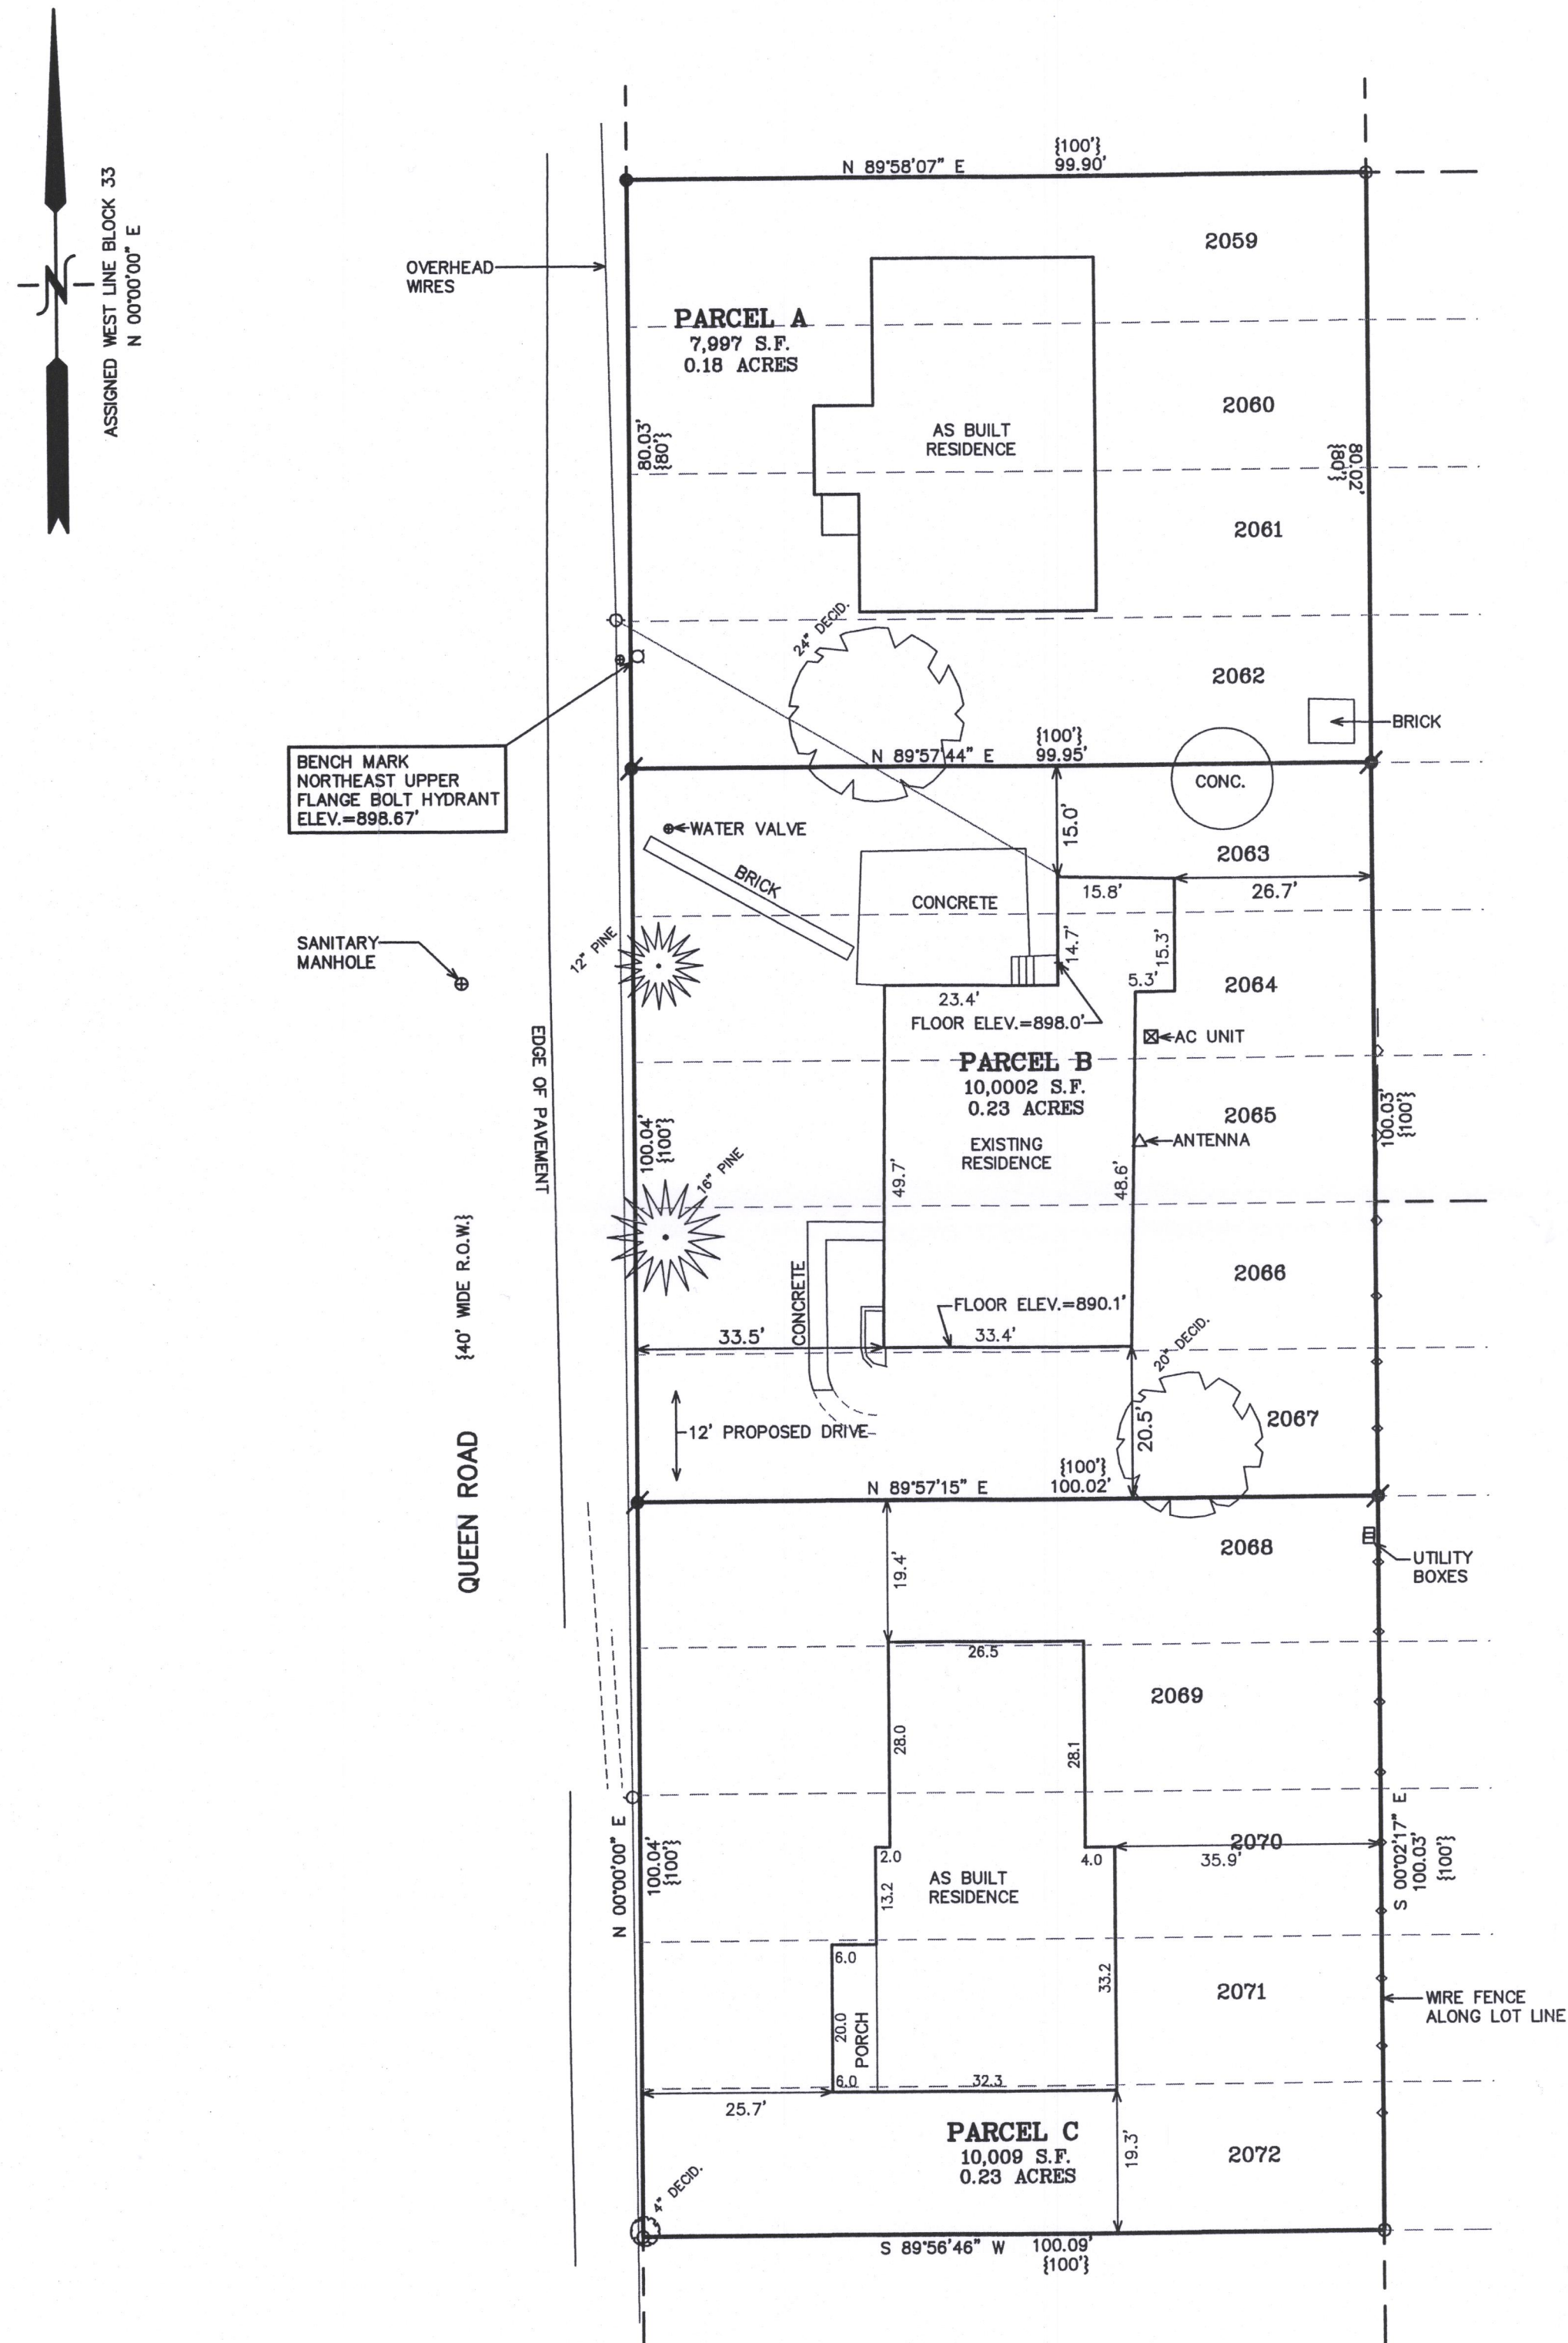 N
ASSIGNED WEST LINE BLOCK 33
N 00°00'00" E
{100'}
N 89°58'07" E 99.90'
2059
OVERHEAD
WIRES
PARCEL A
7,997 S.F.
0.18 ACRES
2060
80.03'
{80'}
AS BUILT
RESIDENCE
80.02'
{80'}
2061
24" DECID.
2062
BRICK
BENCH MARK
NORTHEAST UPPER
FLANGE BOLT HYDRANT
ELEV.=898.67'
{100'}
N 89°57'44" E 99.95'
CONC.
15.0'
WATER VALVE
2063
BRICK
15.8'
26.7'
CONCRETE
SANITARY
MANHOLE
12" PINE
14.7'
15.3'
5.3'
2064
23.4'
FLOOR ELEV.=898.0'
AC UNIT
EDGE OF PAVEMENT
PARCEL B
10,0002 S.F.
0.23 ACRES
2065
100.04'
{100'}
100.03'
{100'}
EXISTING
RESIDENCE
ANTENNA
16" PINE
49.7'
48.6'
{40' WIDE R.O.W.}
2066
CONCRETE
FLOOR ELEV.=890.1'
33.5'
33.4'
20" DECID.
12' PROPOSED DRIVE
20.5'
2067
QUEEN ROAD
{100'}
N 89°57'15" E 100.02'
2068
19.4'
UTILITY
BOXES
26.5
2069
28.0
28.1
N 00°00'00" E
100.04'
{100'}
2.0
4.0
2070
35.9'
S 00°02'17" E
100.03'
{100'}
13.2
AS BUILT
RESIDENCE
6.0
33.2
2071
WIRE FENCE
ALONG LOT LINE
20.0
PORCH
6.0
32.3
25.7'
PARCEL C
10,009 S.F.
0.23 ACRES
19.3'
2072
4" DECID.
S 89°56'46" W 100.09'
{100'}